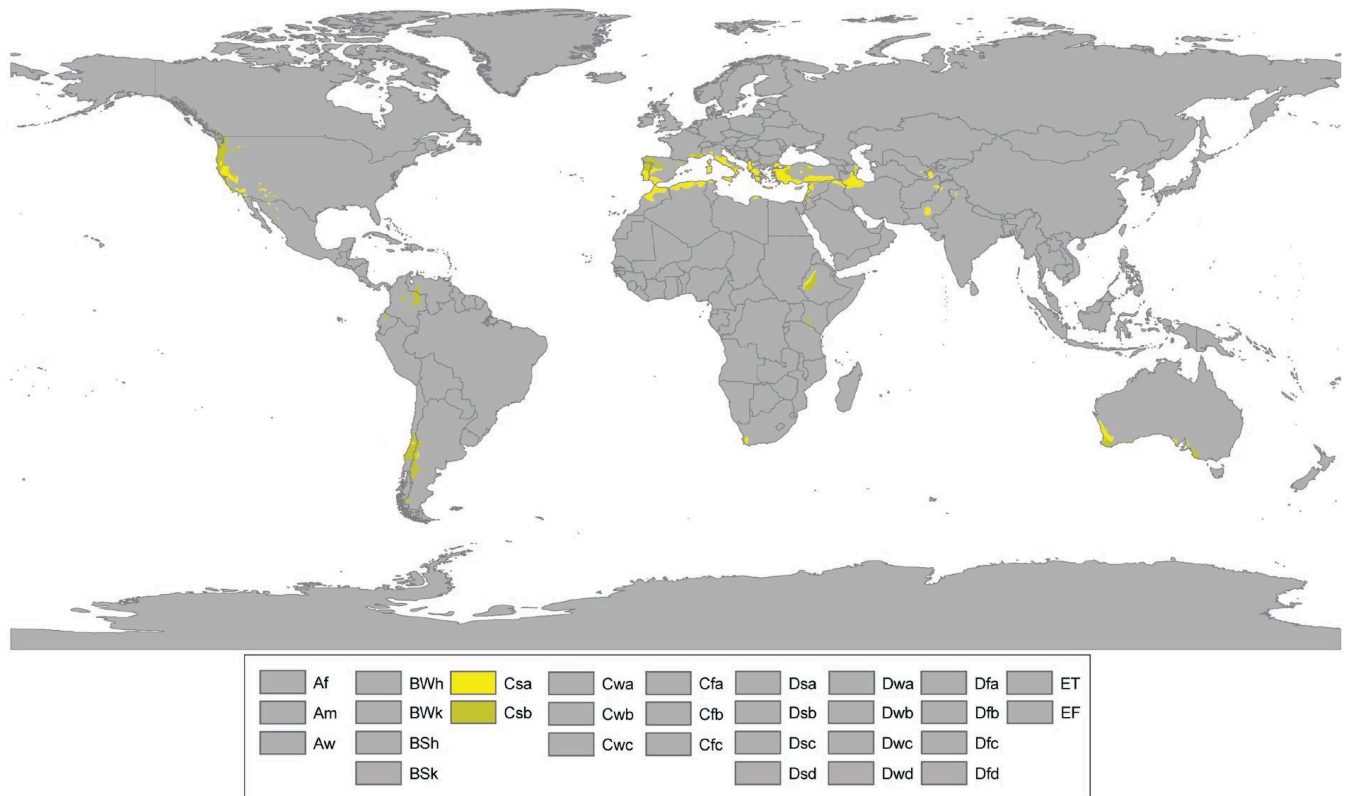 Af BWh Csa Cwa Cfa Dsa Dwa Dfa ET
Am BWk Csb Cwb Cfb Dsb Dwb Dfb EF
Aw BSh Cwc Cfc Dsc Dwc Dfc
BSk Dsd Dwd Dfd